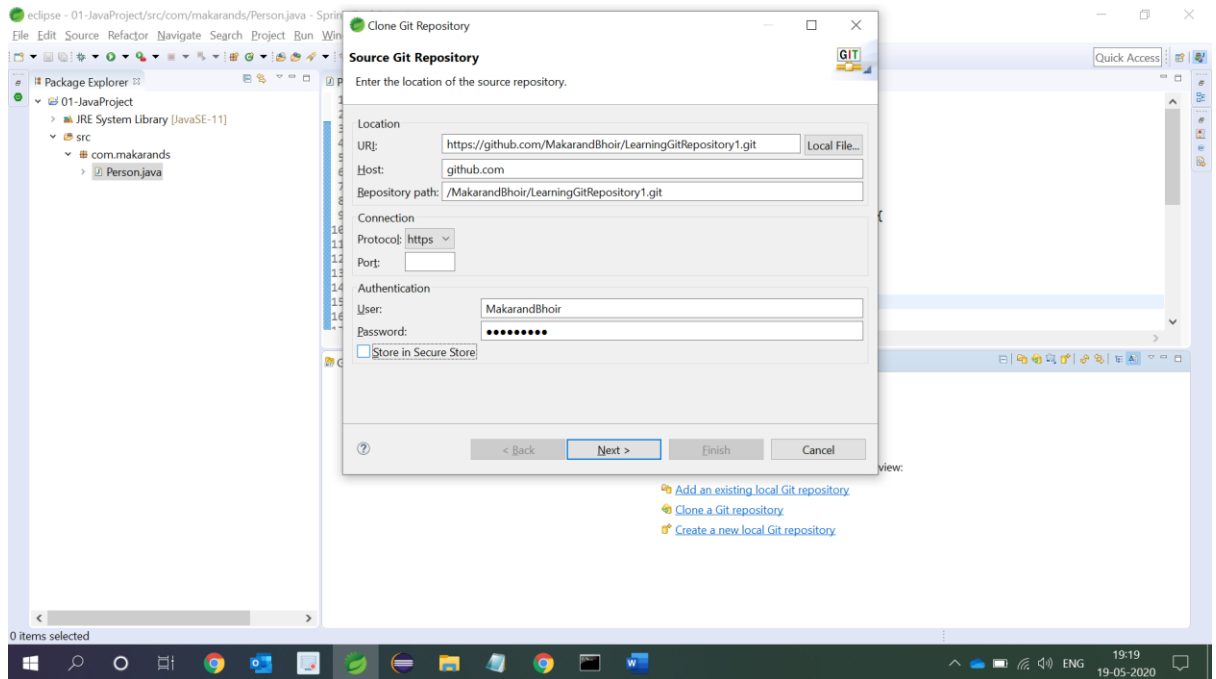 eclipse - 01-JavaProject/src/com/makarands/Person.java - Sprin
File Edit Source Refactor Navigate Search Project Run Win
Quick Access
Package Explorer
01-JavaProject
JRE System Library [JavaSE-11]
src
com.makarands
Person.java
Clone Git Repository
Source Git Repository
Enter the location of the source repository.
GIT
Location
URI: https://github.com/MakarandBhoir/LearningGitRepository1.git Local File...
Host: github.com
Repository path: /MakarandBhoir/LearningGitRepository1.git
Connection
Protocol: https
Port:
Authentication
User: MakarandBhoir
Password: •••••••••
Store in Secure Store
< Back Next > Finish Cancel
view:
Add an existing local Git repository
Clone a Git repository
Create a new local Git repository
0 items selected
ENG
19:19
19-05-2020